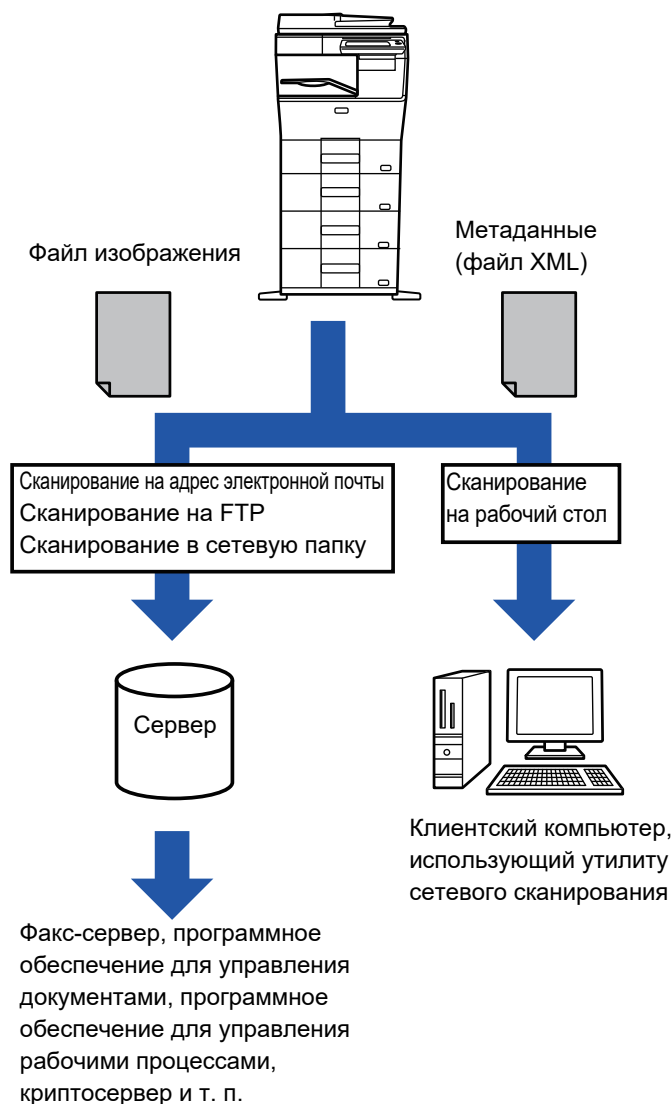 Файл изображения
Метаданные
(файл XML)
Сканирование на адрес электронной почты
Сканирование на FTP
Сканирование в сетевую папку
Сканирование
на рабочий стол
Сервер
Клиентский компьютер,
использующий утилиту
сетевого сканирования
Факс-сервер, программное
обеспечение для управления
документами, программное
обеспечение для управления
рабочими процессами,
криптосервер и т. п.